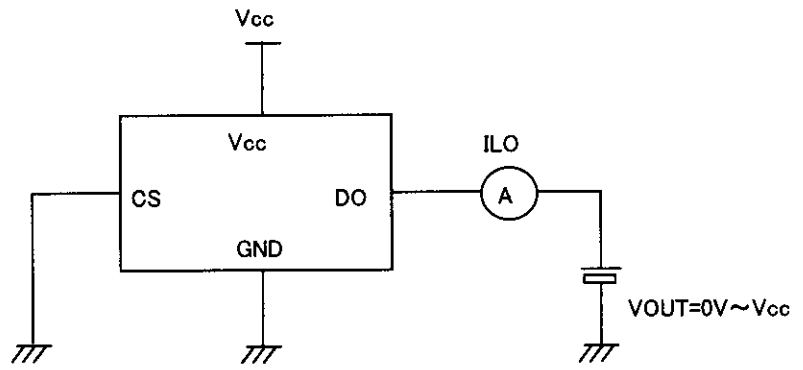 Vcc
Vcc
ILO
CS
DO
A
GND
VOUT=0V～Vcc